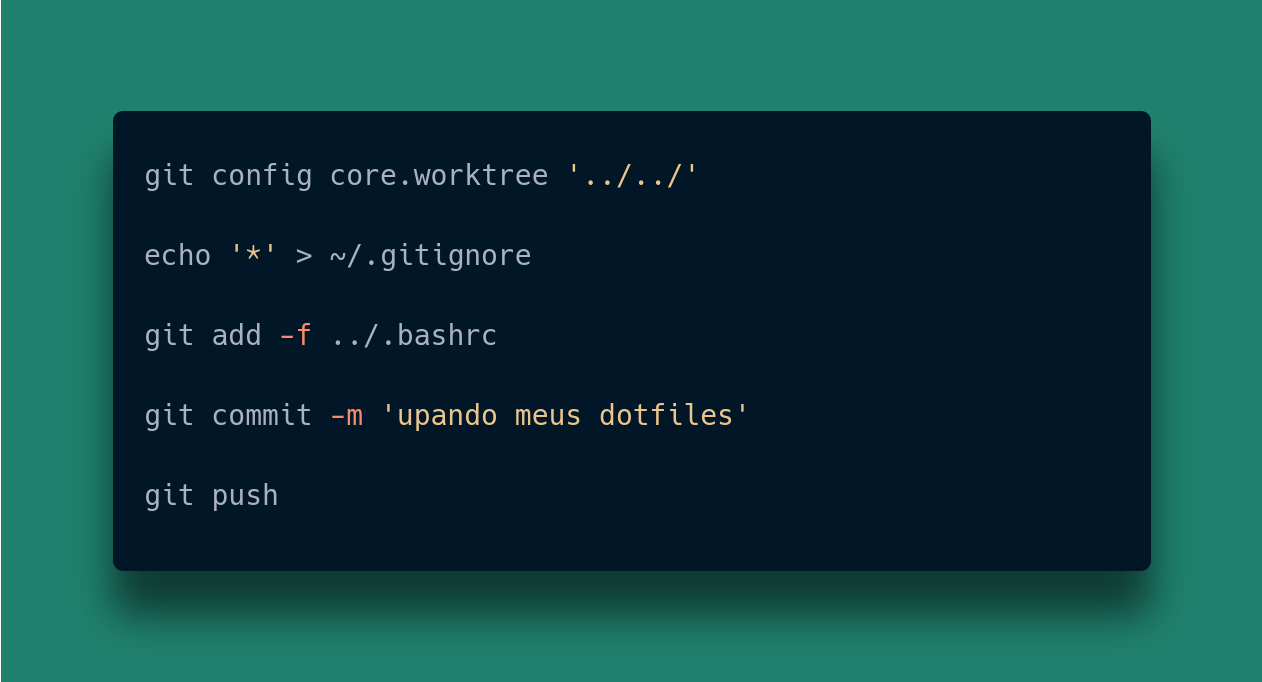 git config core.worktree '../../'
echo '*' > ~/.gitignore
git add -f ../.bashrc
git commit -m 'upando meus dotfiles'
git push